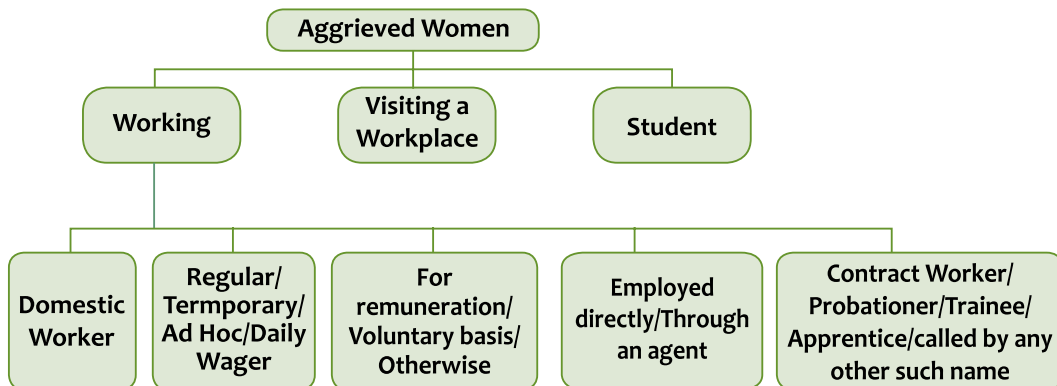 Aggrieved Women
Working
Visiting a
Workplace
Student
Domestic
Worker
Regular/
Termporary/
Ad Hoc/Daily
Wager
For
remuneration/
Voluntary basis/
Otherwise
Employed
directly/Through
an agent
Contract Worker/
Probationer/Trainee/
Apprentice/called by any
other such name